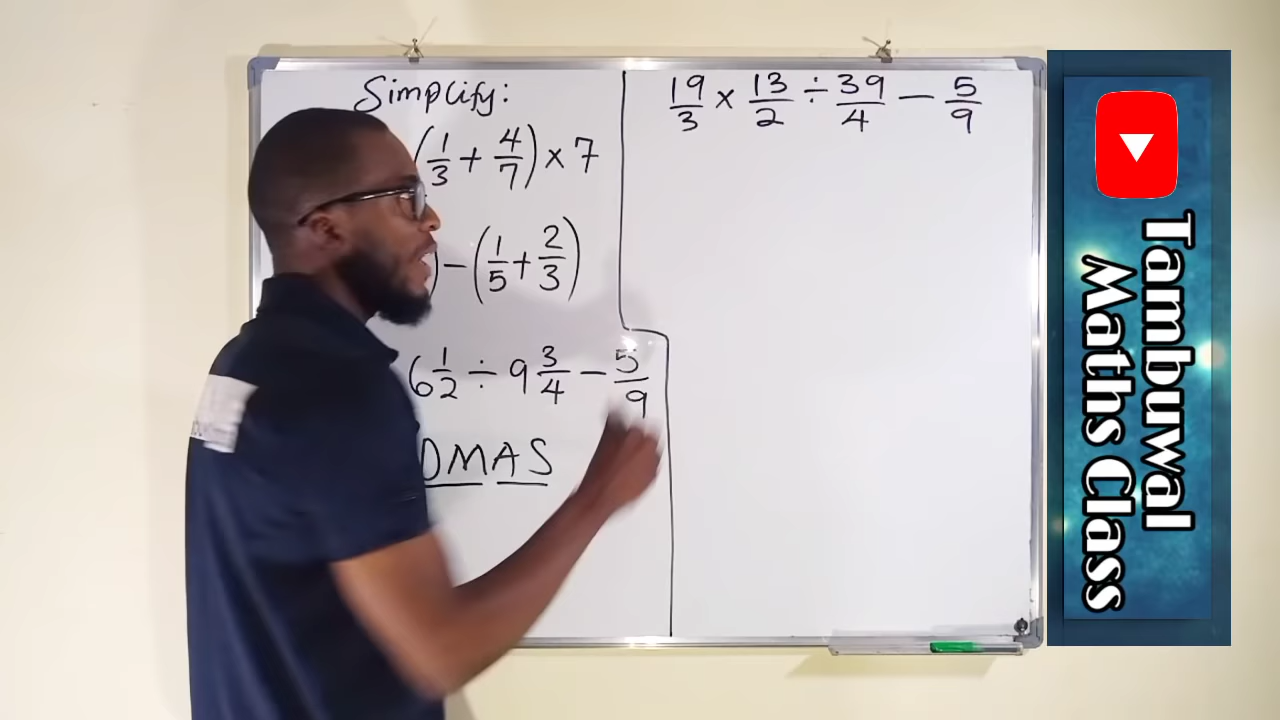 Simplify:
(1/3 + 4/7) × 7
) − (1/5 + 2/3)
6 1/2 ÷ 9 3/4 − 5/9
DMAS
19/3 × 13/2 ÷ 39/4 − 5/9
Tambuwal
Maths Class